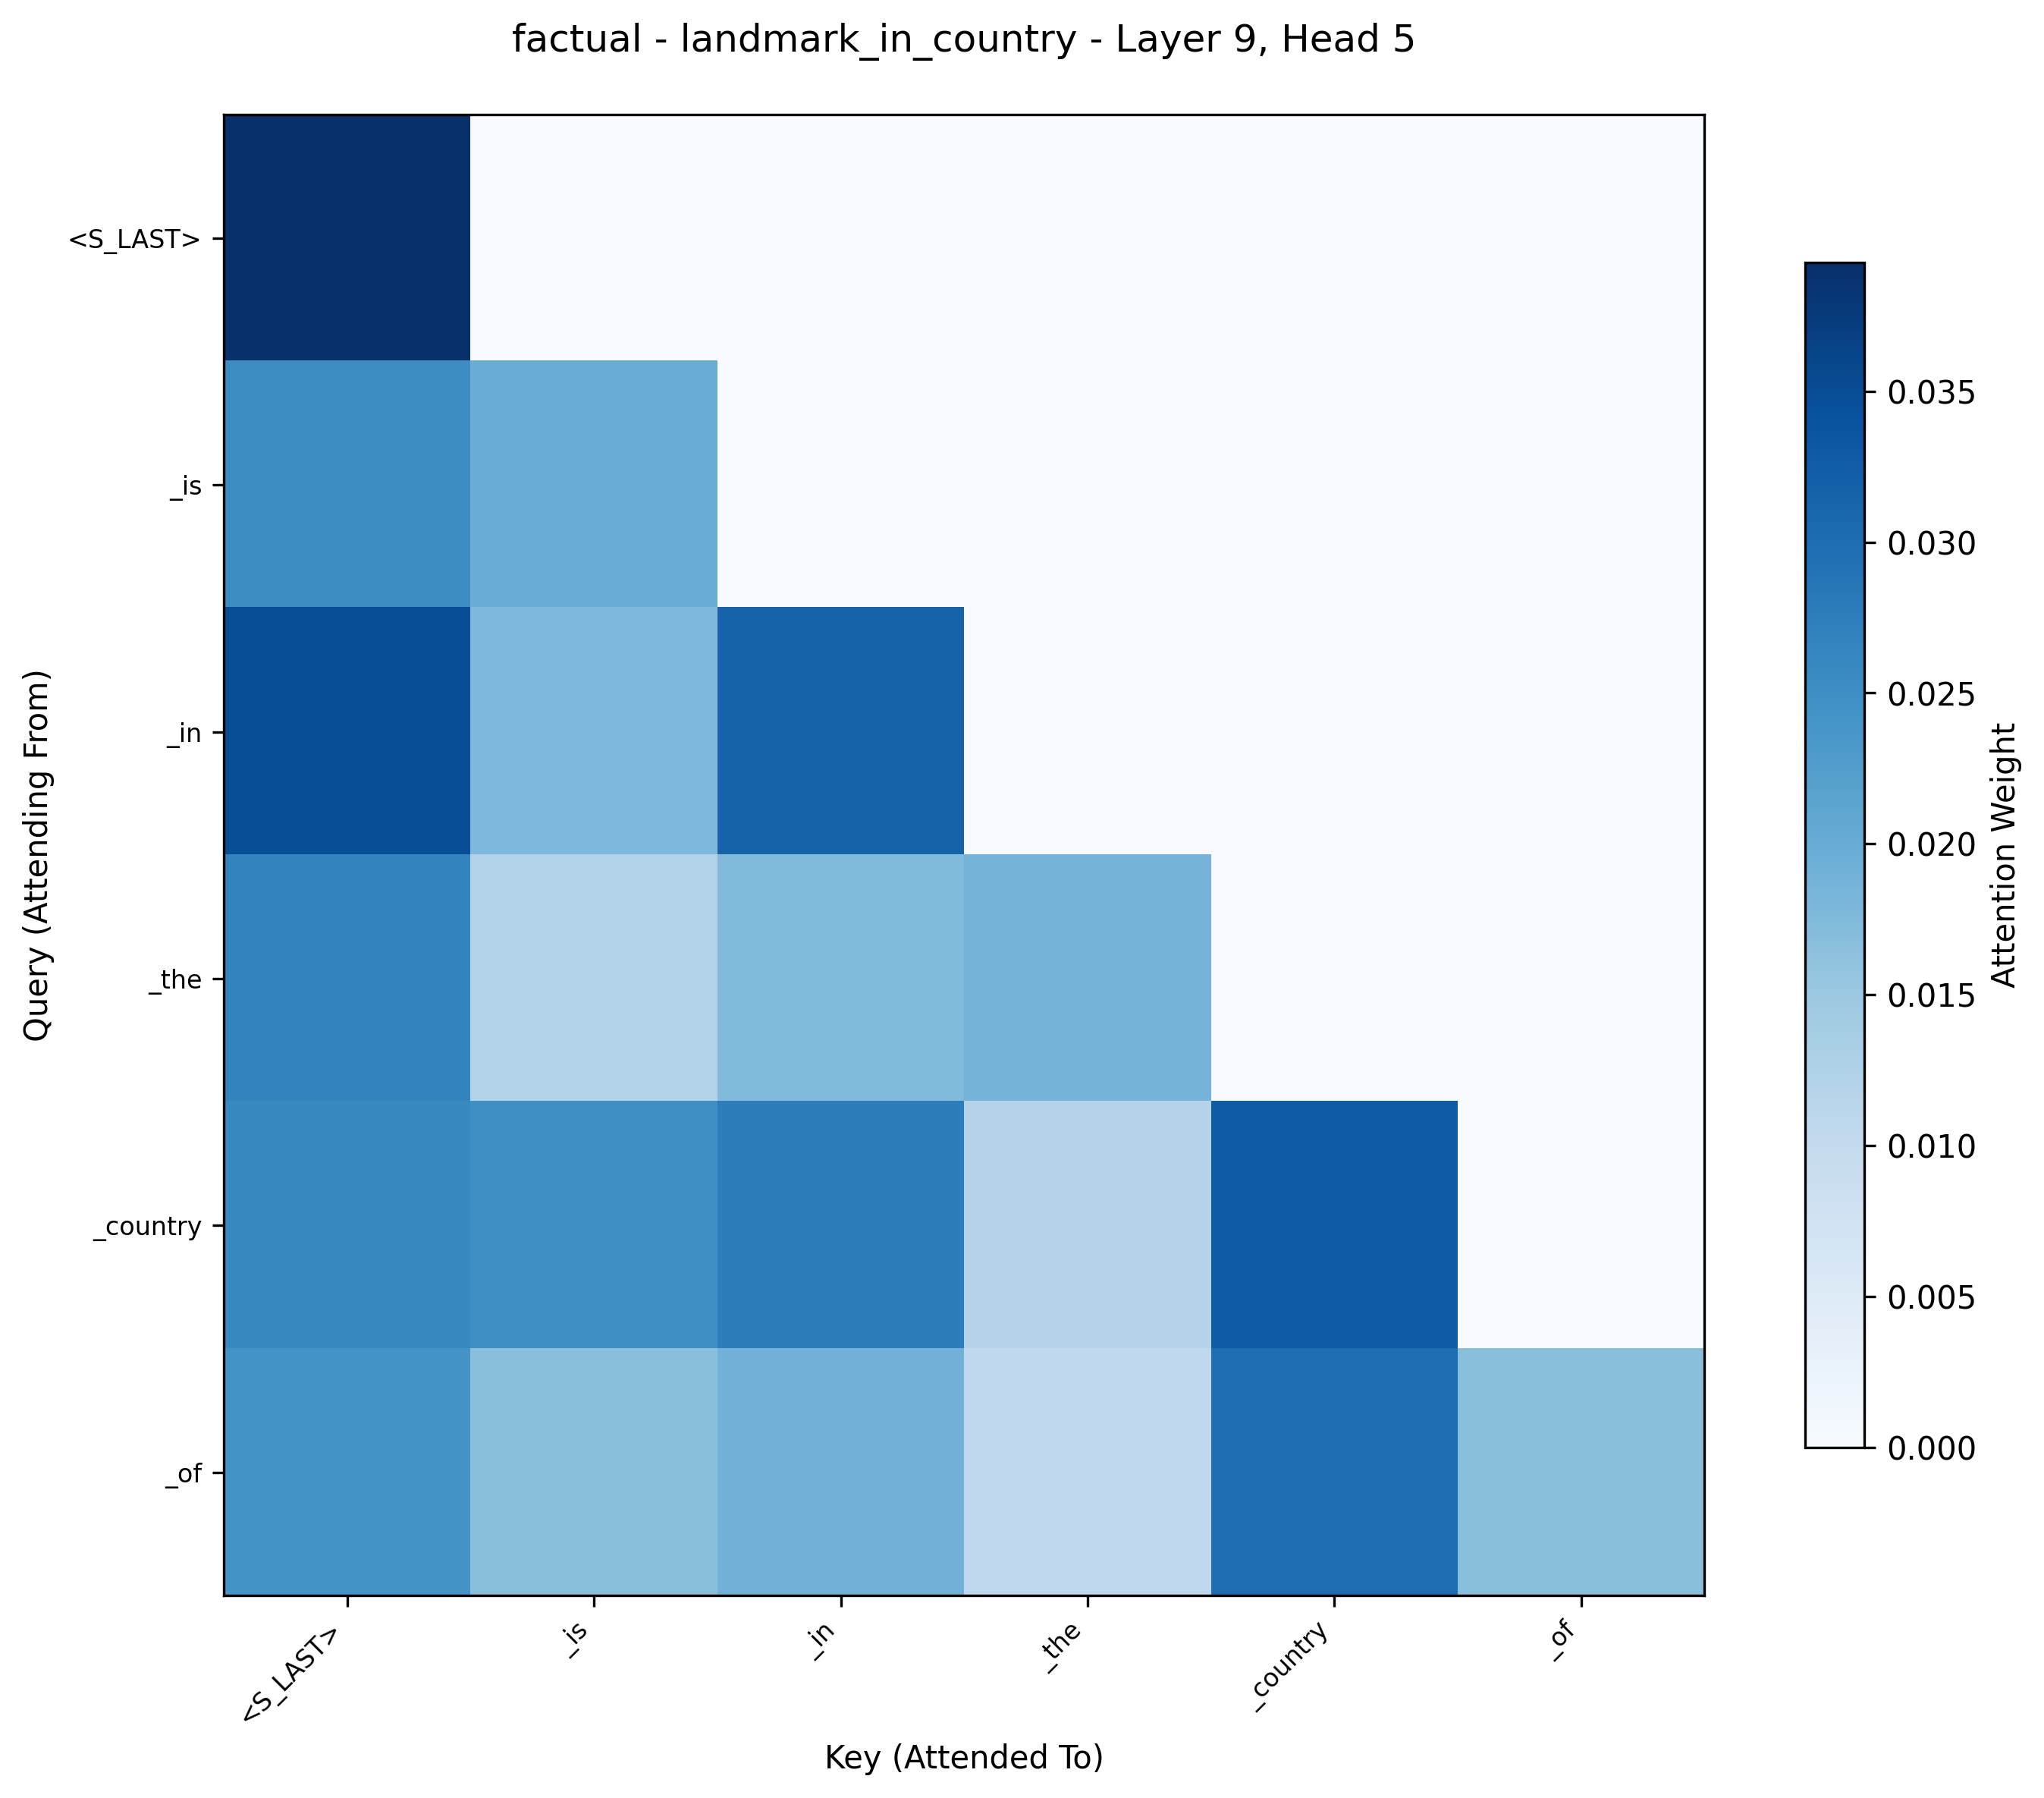 factual - landmark_in_country - Layer 9, Head 5
Query (Attending From)
<S_LAST>
_is
_in
_the
_country
_of
<S_LAST>
_is
_in
_the
_country
_of
Key (Attended To)
0.035
0.030
0.025
0.020
0.015
0.010
0.005
0.000
Attention Weight